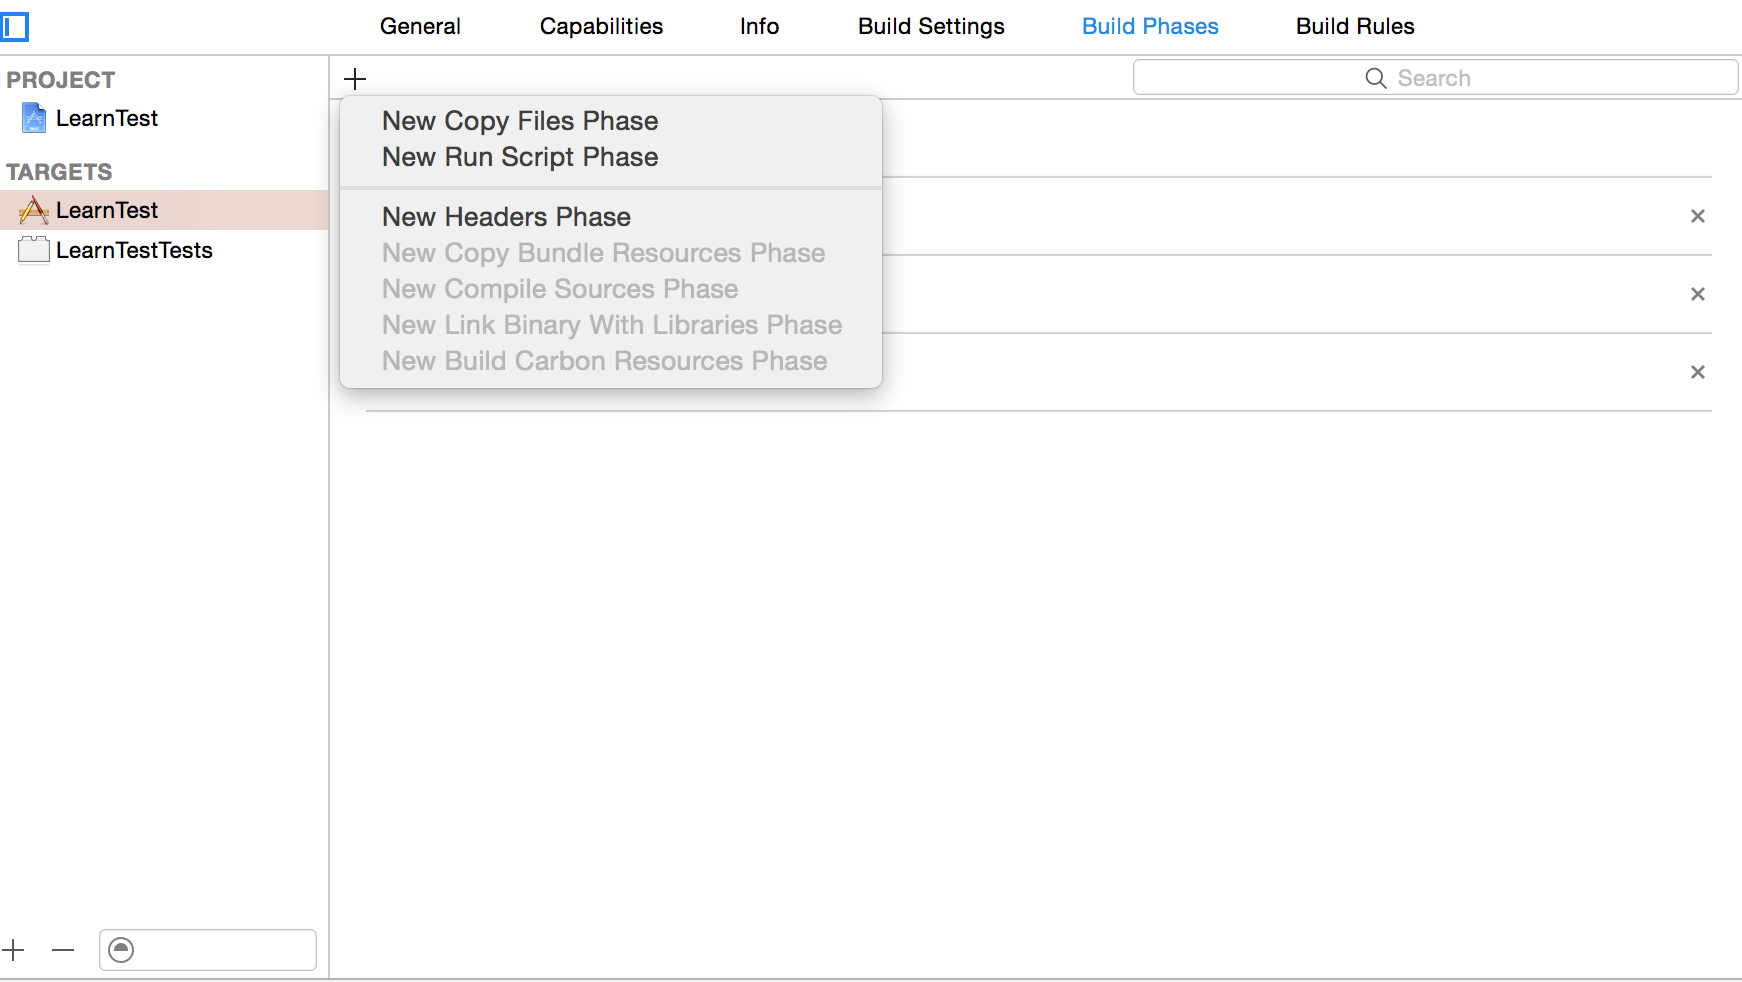 General Capabilities Info Build Settings Build Phases Build Rules
PROJECT
LearnTest
TARGETS
LearnTest
LearnTestTests
Search
New Copy Files Phase
New Run Script Phase
New Headers Phase
New Copy Bundle Resources Phase
New Compile Sources Phase
New Link Binary With Libraries Phase
New Build Carbon Resources Phase